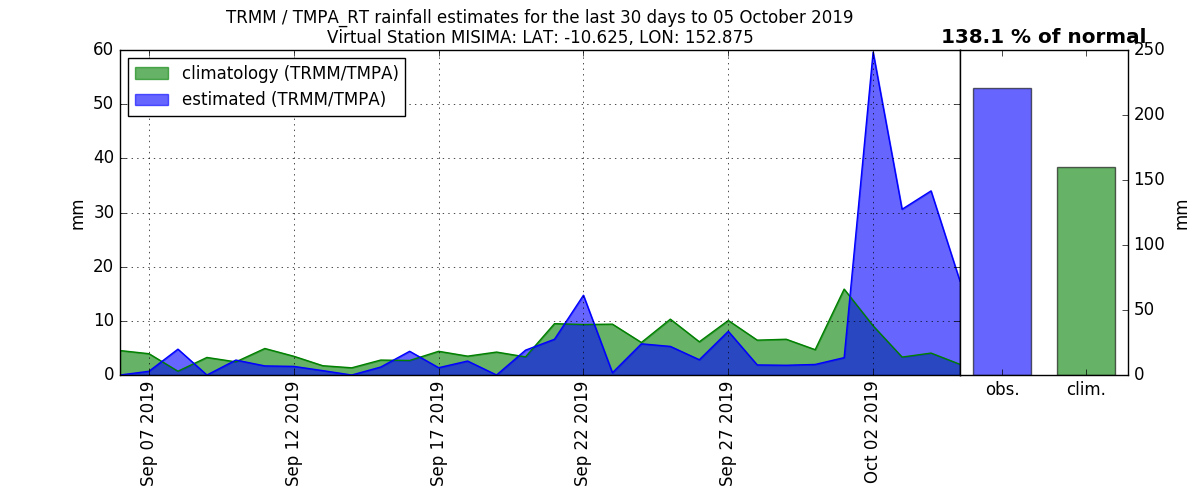 TRMM / TMPA_RT rainfall estimates for the last 30 days to 05 October 2019
Virtual Station MISIMA: LAT: -10.625, LON: 152.875
138.1 % of normal
climatology (TRMM/TMPA)
estimated (TRMM/TMPA)
60
50
40
30
20
10
0
mm
Sep 07 2019
Sep 12 2019
Sep 17 2019
Sep 22 2019
Sep 27 2019
Oct 02 2019
obs.
clim.
250
200
150
100
50
0
mm